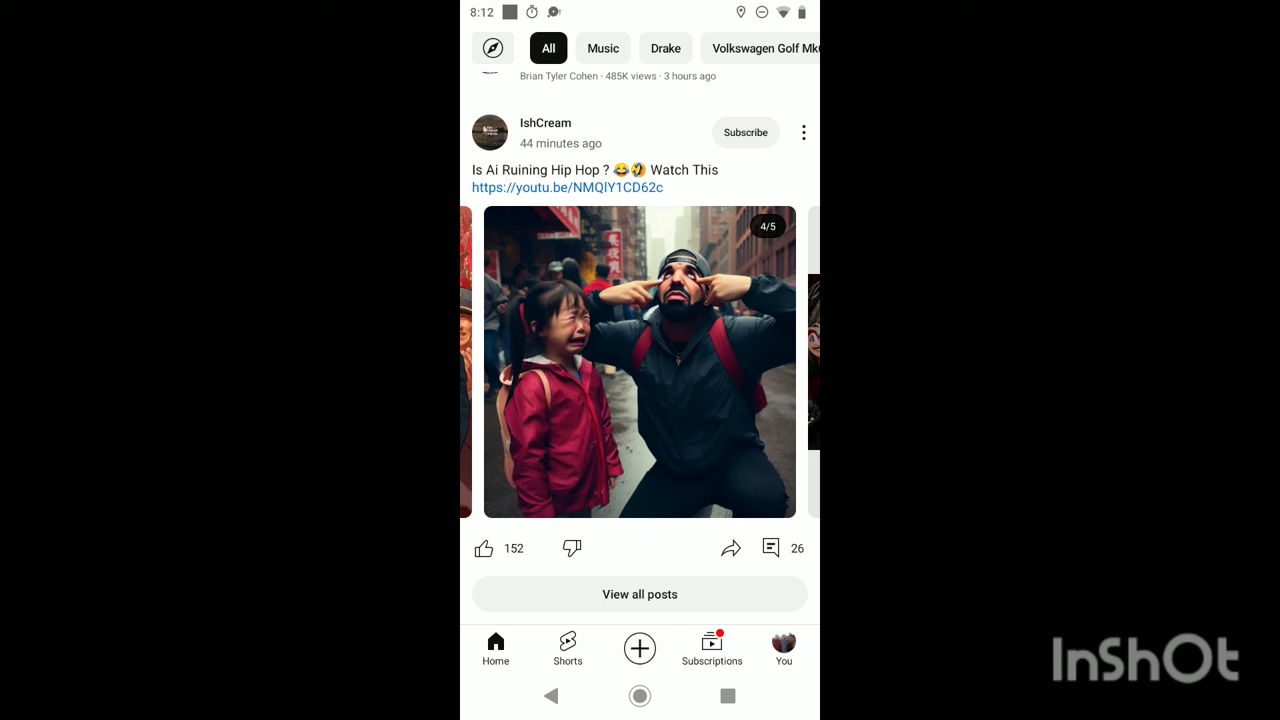 8:12
All
Music
Drake
Volkswagen Golf Mk
Brian Tyler Cohen · 485K views · 3 hours ago
IshCream
44 minutes ago
Subscribe
Is Ai Ruining Hip Hop ? 😂🤣 Watch This
https://youtu.be/NMQlY1CD62c
4/5
152
26
View all posts
Home
Shorts
Subscriptions
You
InShOt